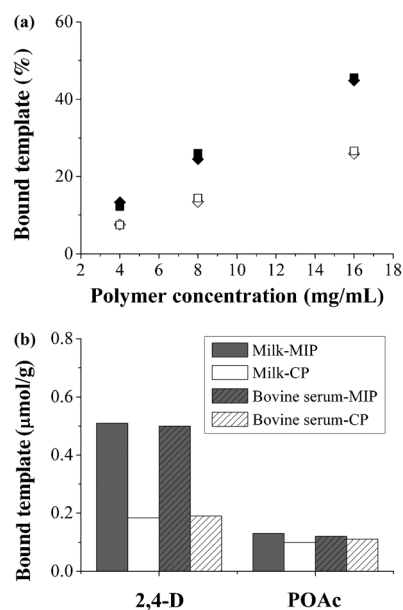 (a)
60
40
20
0
Bound template (%)
2 4 6 8 10 12 14 16 18
Polymer concentration (mg/mL)
(b)
0.8
0.6
0.4
0.2
0.0
Bound template (μmol/g)
Milk-MIP
Milk-CP
Bovine serum-MIP
Bovine serum-CP
2,4-D POAc